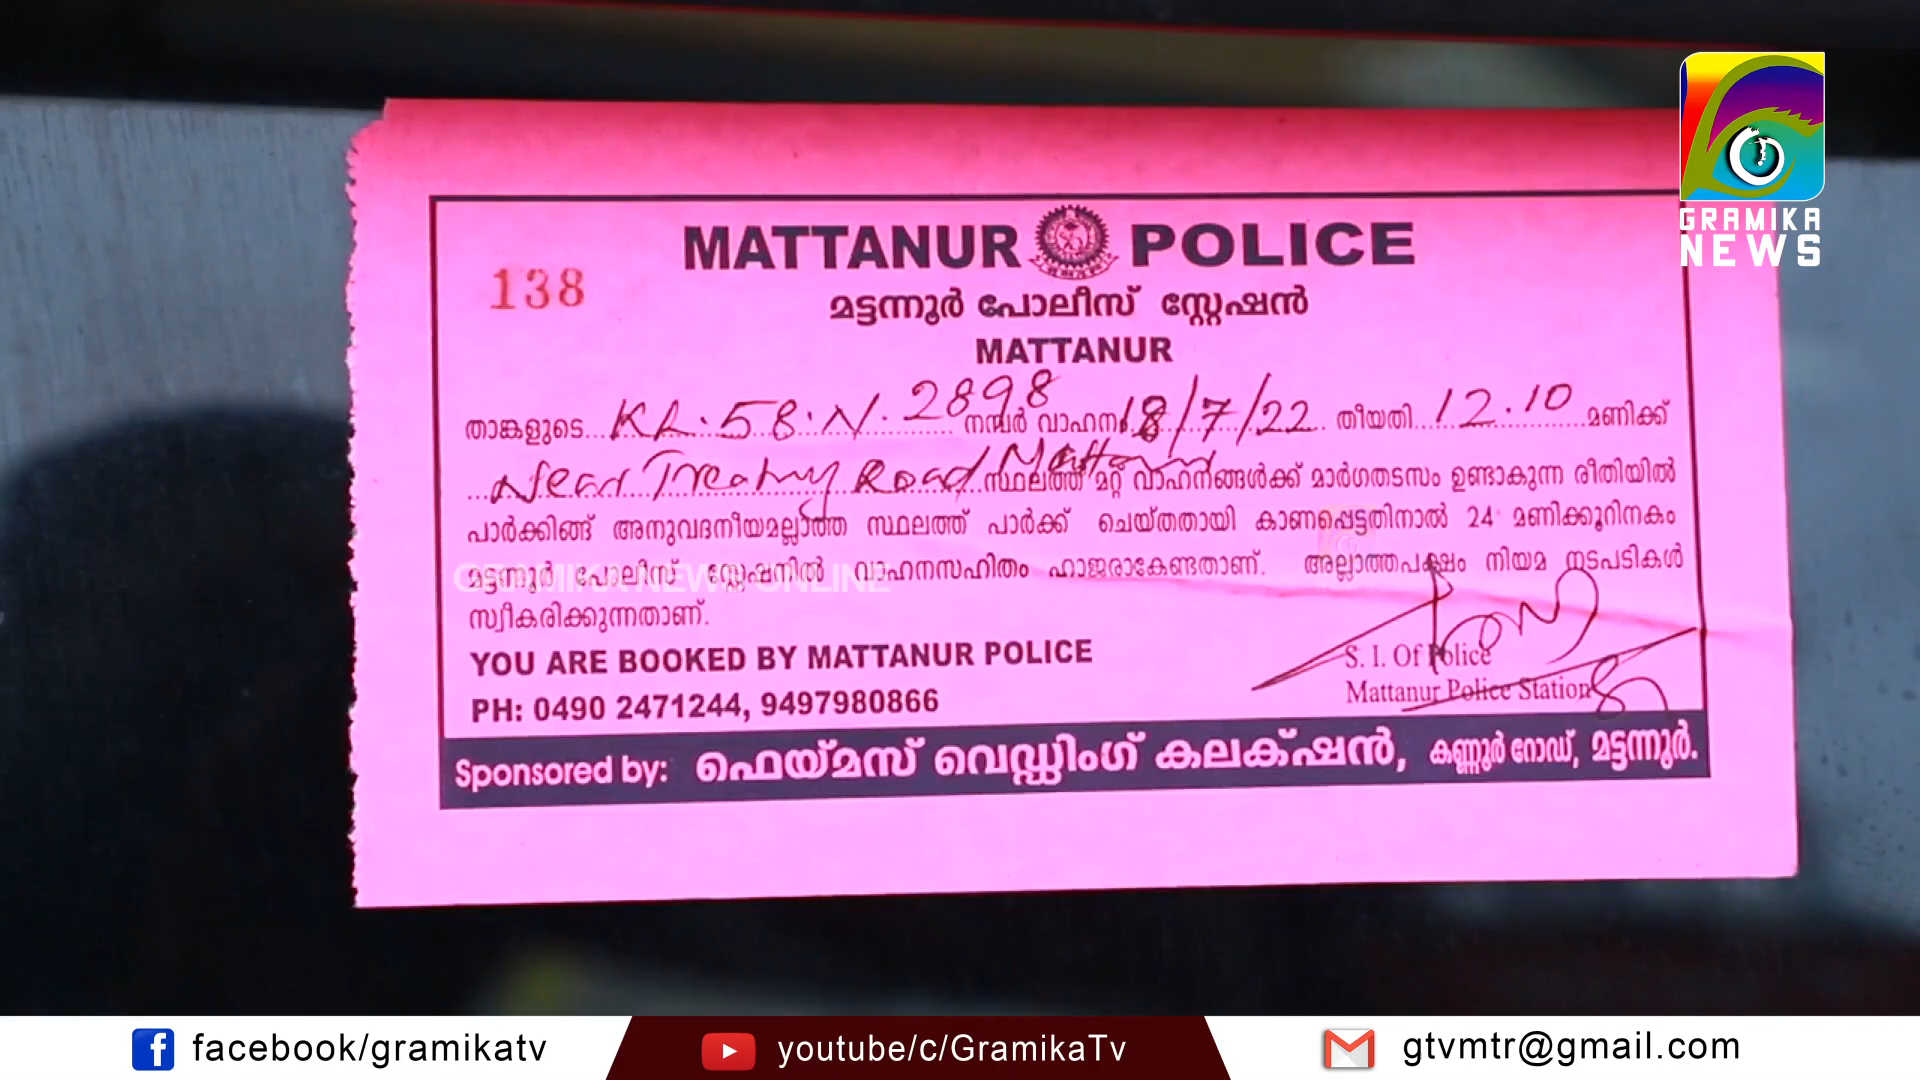 GRAMIKA
NEWS
MATTANUR POLICE
138
മട്ടന്നൂർ പോലീസ് സ്റ്റേഷൻ
MATTANUR
താങ്കളുടെ KL.58.N.2898 നമ്പർ വാഹനം 18/7/22 തീയതി 12.10 മണിക്ക്
Near Road സ്ഥലത്ത് മറ്റ് വാഹനങ്ങൾക്ക് മാർഗതടസം ഉണ്ടാകുന്ന രീതിയിൽ
പാർക്കിങ്ങ് അനുവദനീയമല്ലാത്ത സ്ഥലത്ത് പാർക്ക് ചെയ്തതായി കാണപ്പെട്ടതിനാൽ 24 മണിക്കൂറിനകം
മട്ടന്നൂർ പോലീസ് സ്റ്റേഷനിൽ വാഹനസഹിതം ഹാജരാകേണ്ടതാണ്. അല്ലാത്തപക്ഷം നിയമ നടപടികൾ
GRAMIKA NEWS ONLINE
സ്വീകരിക്കുന്നതാണ്.
YOU ARE BOOKED BY MATTANUR POLICE
S. I. Of Police
PH: 0490 2471244, 9497980866
Mattanur Police Station
Sponsored by: ഫെയ്മസ് വെഡ്ഡിംഗ് കലക്ഷൻ, കണ്ണൂർ റോഡ്, മട്ടന്നൂർ.
facebook/gramikatv
youtube/c/GramikaTv
gtvmtr@gmail.com